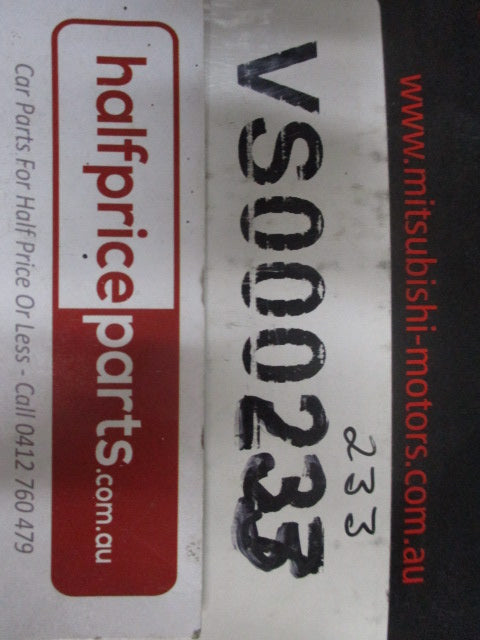 www.mitsubishi-motors.com.au
233
VS000233
halfpriceparts.com.au
Car Parts For Half Price Or Less - Call 0412 760 479